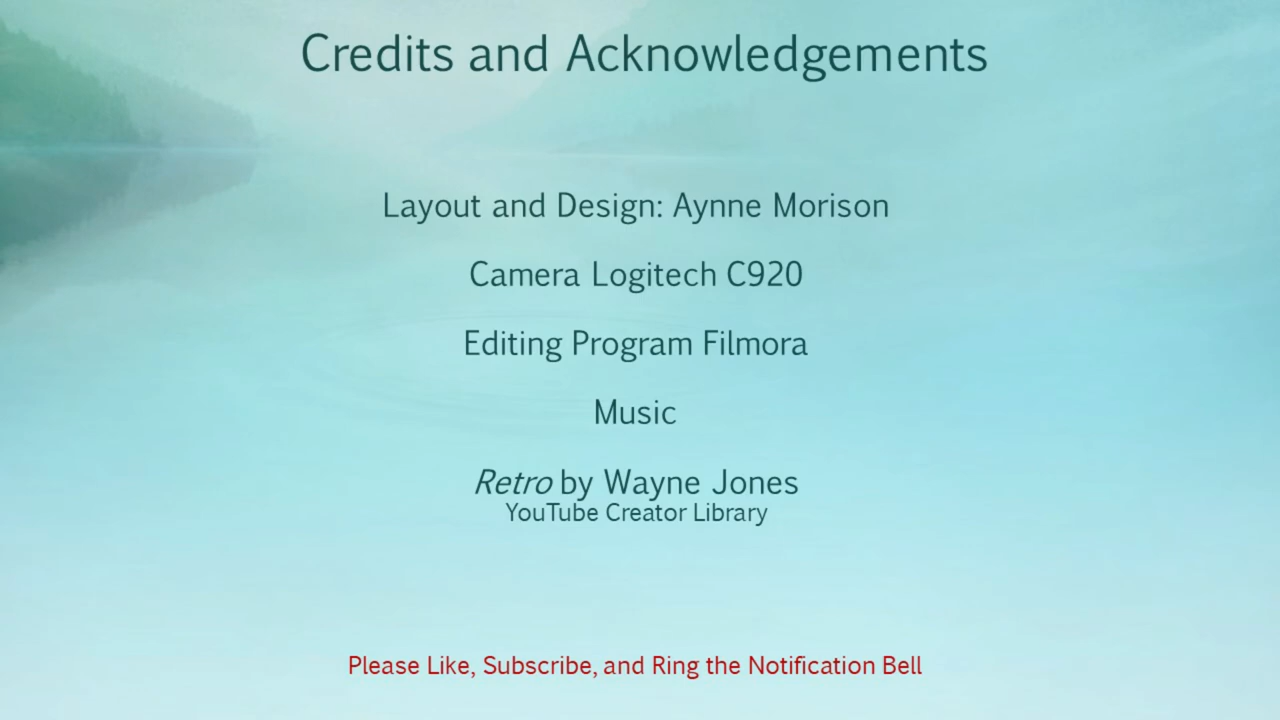 Credits and Acknowledgements
Layout and Design: Aynne Morison
Camera Logitech C920
Editing Program Filmora
Music
Retro by Wayne Jones
YouTube Creator Library
Please Like, Subscribe, and Ring the Notification Bell